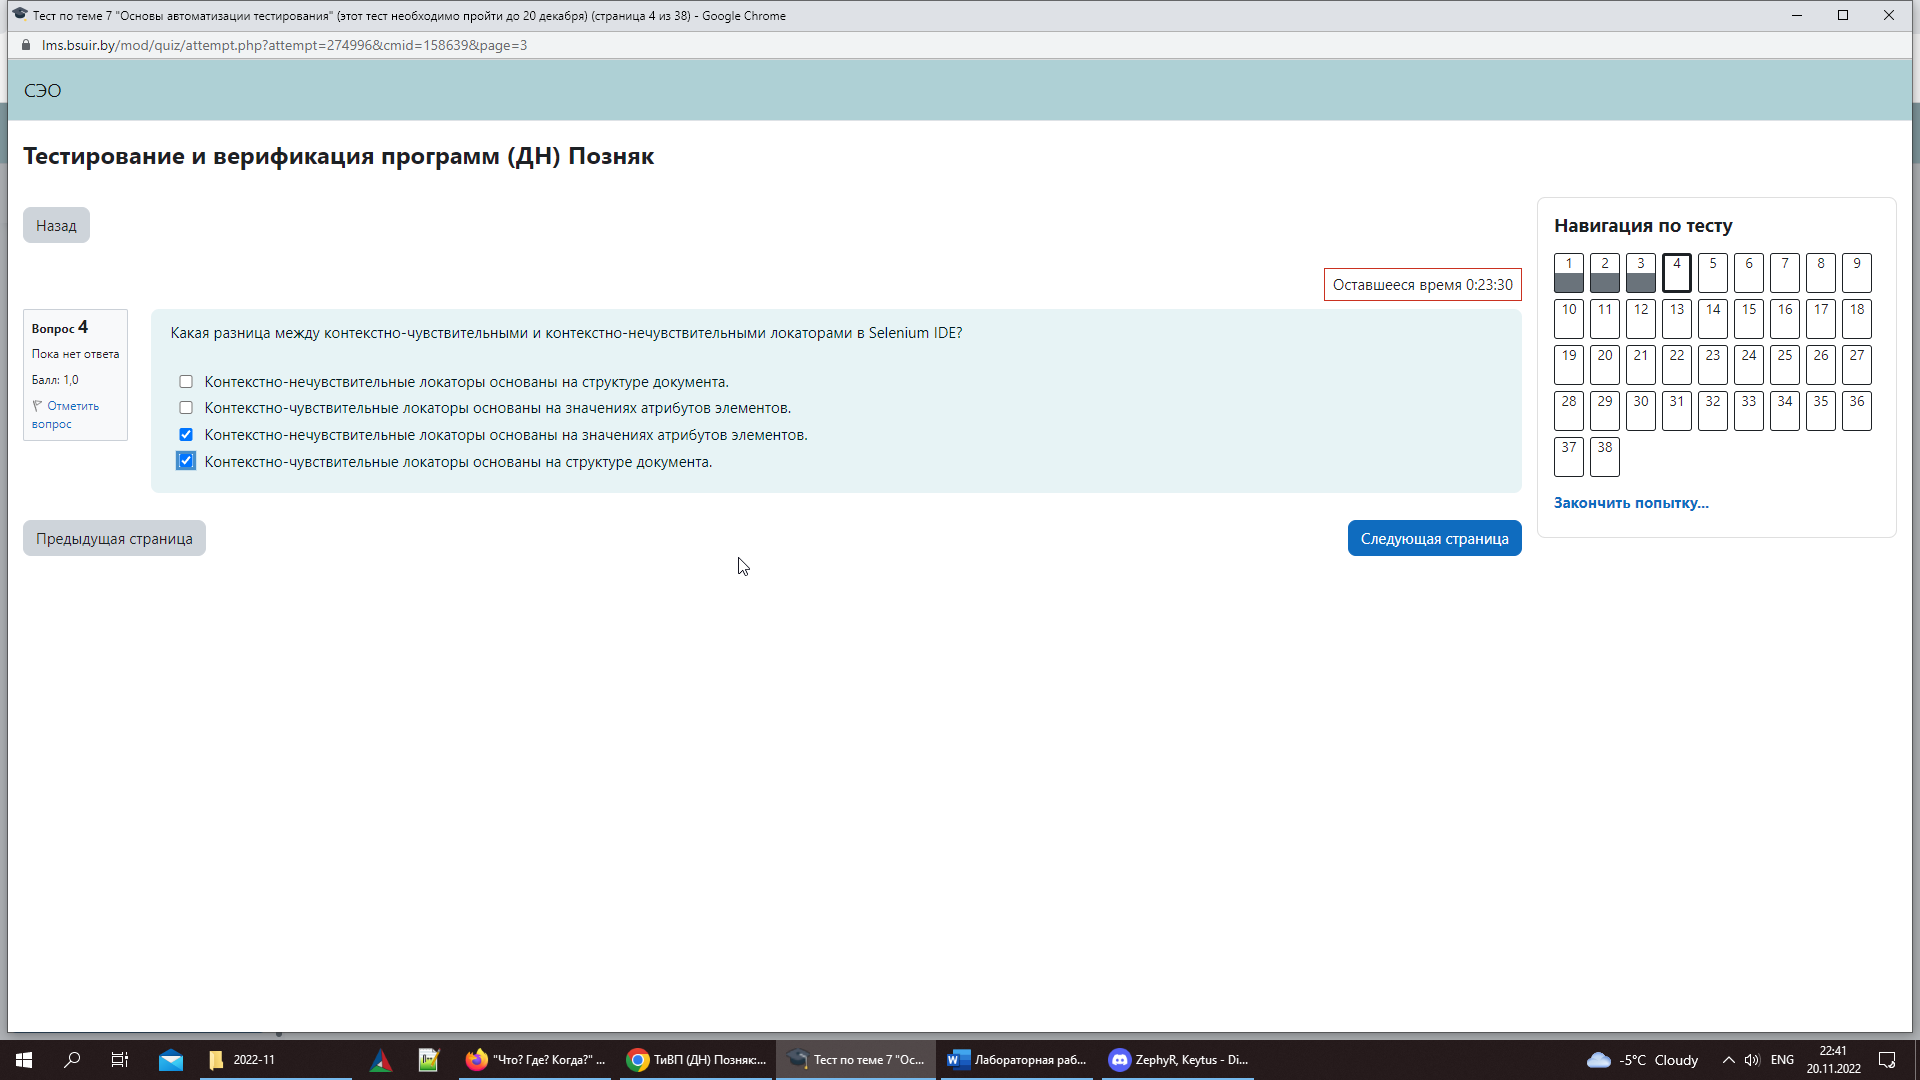 Тест по теме 7 "Основы автоматизации тестирования" (этот тест необходимо пройти до 20 декабря) (страница 4 из 38) - Google Chrome
lms.bsuir.by/mod/quiz/attempt.php?attempt=274996&cmid=158639&page=3
СЭО
Тестирование и верификация программ (ДН) Позняк
Назад
Оставшееся время 0:23:30
Вопрос 4
Пока нет ответа
Балл: 1,0
Отметить
вопрос
Какая разница между контекстно-чувствительными и контекстно-нечувствительными локаторами в Selenium IDE?
Контекстно-нечувствительные локаторы основаны на структуре документа.
Контекстно-чувствительные локаторы основаны на значениях атрибутов элементов.
Контекстно-нечувствительные локаторы основаны на значениях атрибутов элементов.
Контекстно-чувствительные локаторы основаны на структуре документа.
Предыдущая страница
Следующая страница
Навигация по тесту
1 2 3 4 5 6 7 8 9
10 11 12 13 14 15 16 17 18
19 20 21 22 23 24 25 26 27
28 29 30 31 32 33 34 35 36
37 38
Закончить попытку...
2022-11
"Что? Где? Когда?" ...
ТиВП (ДН) Позняк:...
Тест по теме 7 "Ос...
Лабораторная раб...
ZephyR, Keytus - Di...
-5°C Cloudy
ENG
22:41
20.11.2022